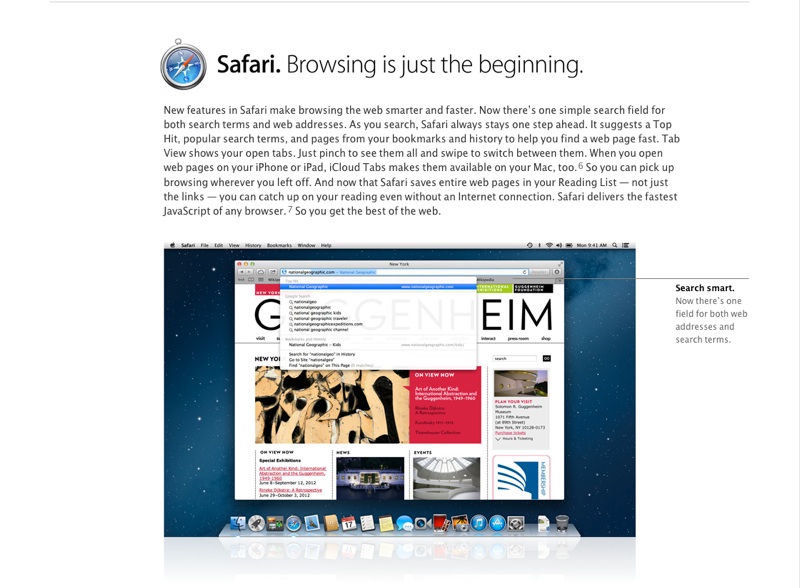 Safari. Browsing is just the beginning.
New features in Safari make browsing the web smarter and faster. Now there's one simple search field for
both search terms and web addresses. As you search, Safari always stays one step ahead. It suggests a Top
Hit, popular search terms, and pages from your bookmarks and history to help you find a web page fast. Tab
View shows your open tabs. Just pinch to see them all and swipe to switch between them. When you open
web pages on your iPhone or iPad, iCloud Tabs makes them available on your Mac, too.6 So you can pick up
browsing wherever you left off. And now that Safari saves entire web pages in your Reading List — not just
the links — you can catch up on your reading even without an Internet connection. Safari delivers the fastest
JavaScript of any browser.7 So you get the best of the web.
Safari File Edit View History Bookmarks Window Help Mon 9:41 AM
New York
nationalgeographic.com – National Geographic
Top Hit
National Geographic www.nationalgeographic.com
Google Search
nationalgeo
nationalgeographic
national geographic kids
national geographic traveler
nationalgeographicexpeditions.com
national geographic channel
Bookmarks and History
National Geographic – Kids www.nationalgeographic.com/kids/
Search for "nationalgeo" in History
Go to Site "nationalgeo"
Find "nationalgeo" on This Page
GUGGENHEIM
visit interact press room shop
search GO
NEW YO
ON VIEW NOW
Art of Another Kind:
International Abstraction and
the Guggenheim, 1949–1960
Rineke Dijkstra:
A Retrospective
PLAN YOUR VISIT
Solomon R. Guggenheim
Museum
1071 Fifth Avenue
(at 89th Street)
New York, NY 10128-0173
Purchase tickets
Hours & Ticketing
ON VIEW NOW
Special Exhibitions
Art of Another Kind: International
Abstraction and the Guggenheim,
1949–1960
June 8–September 12, 2012
Rineke Dijkstra: A Retrospective
June 29–October 3, 2012
NEWS
EVENTS
MEMBERSHIP
17
Search smart.
Now there's one
field for both web
addresses and
search terms.